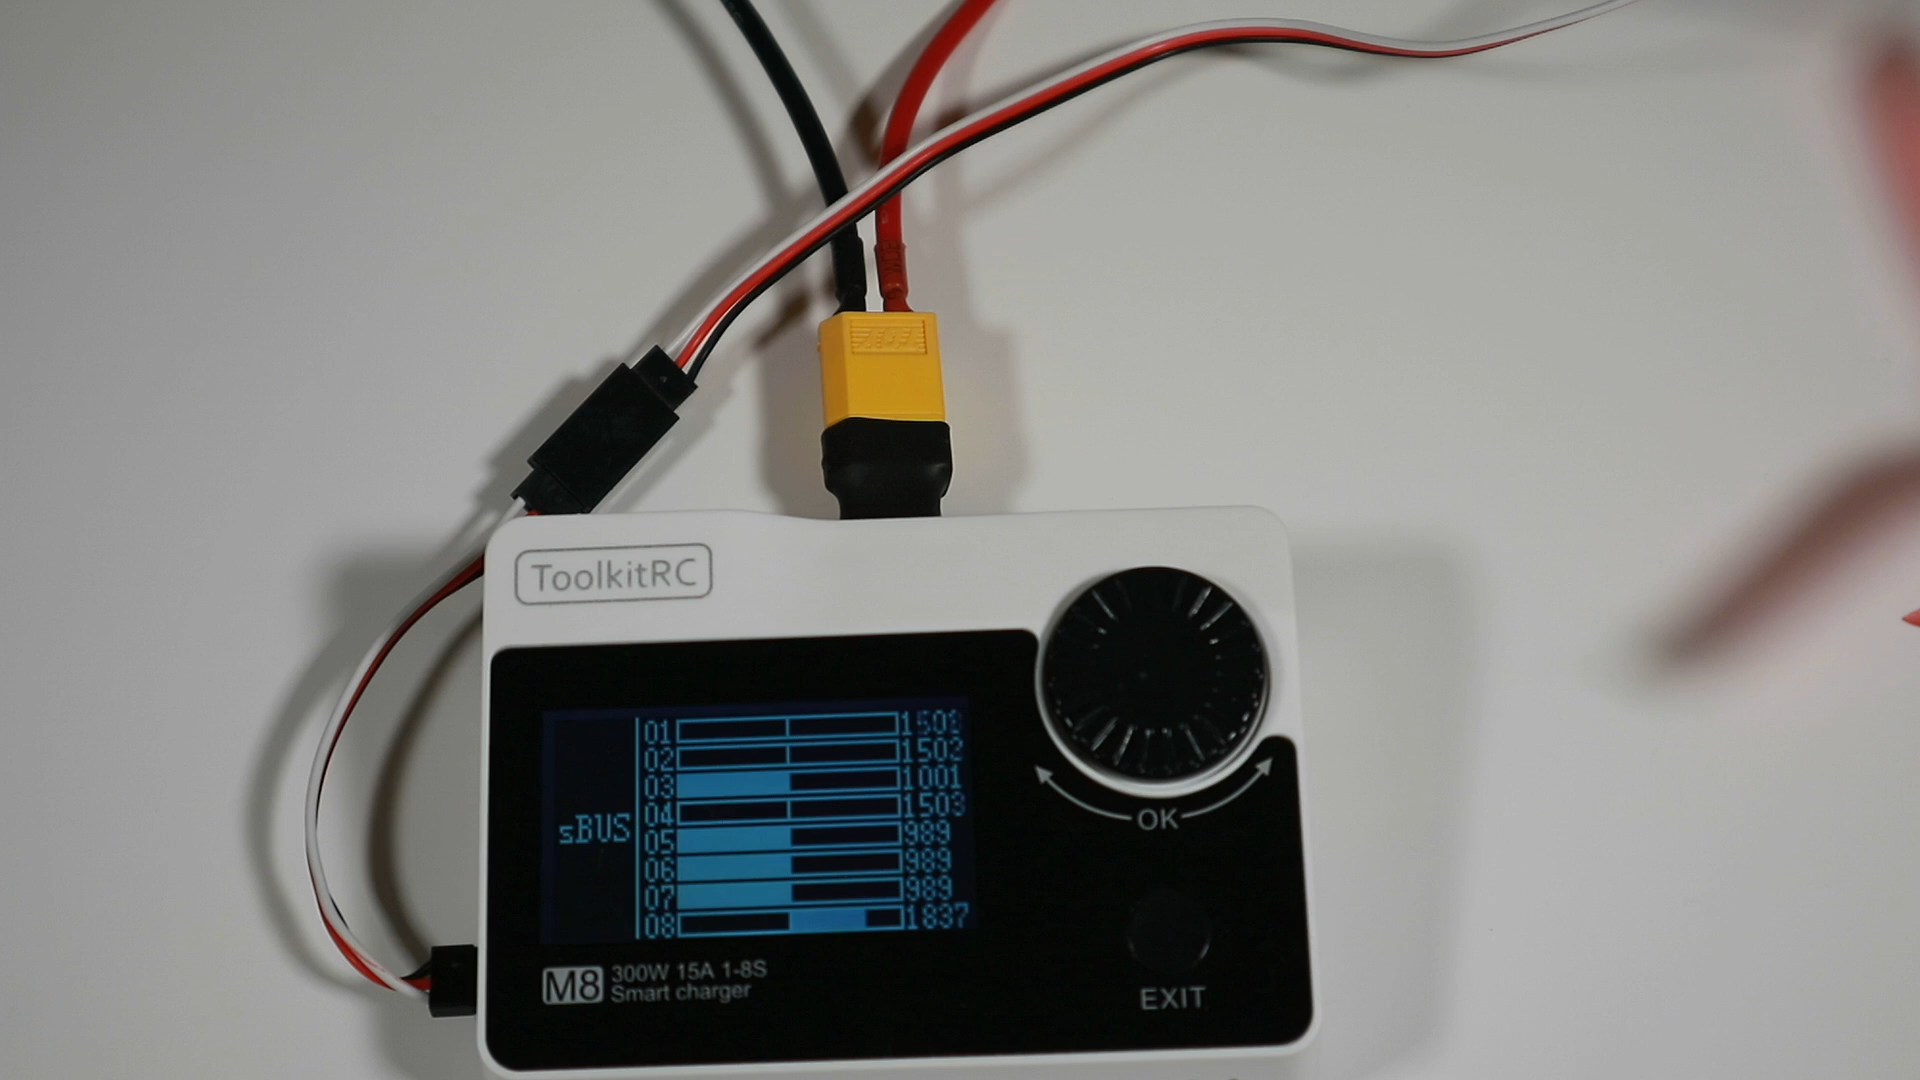 ToolkitRC
sBUS
01
02 1502
03 1001
04 1503
05 989
06 989
07 989
08 1837
OK
M8 300W 15A 1-8S
Smart charger
EXIT